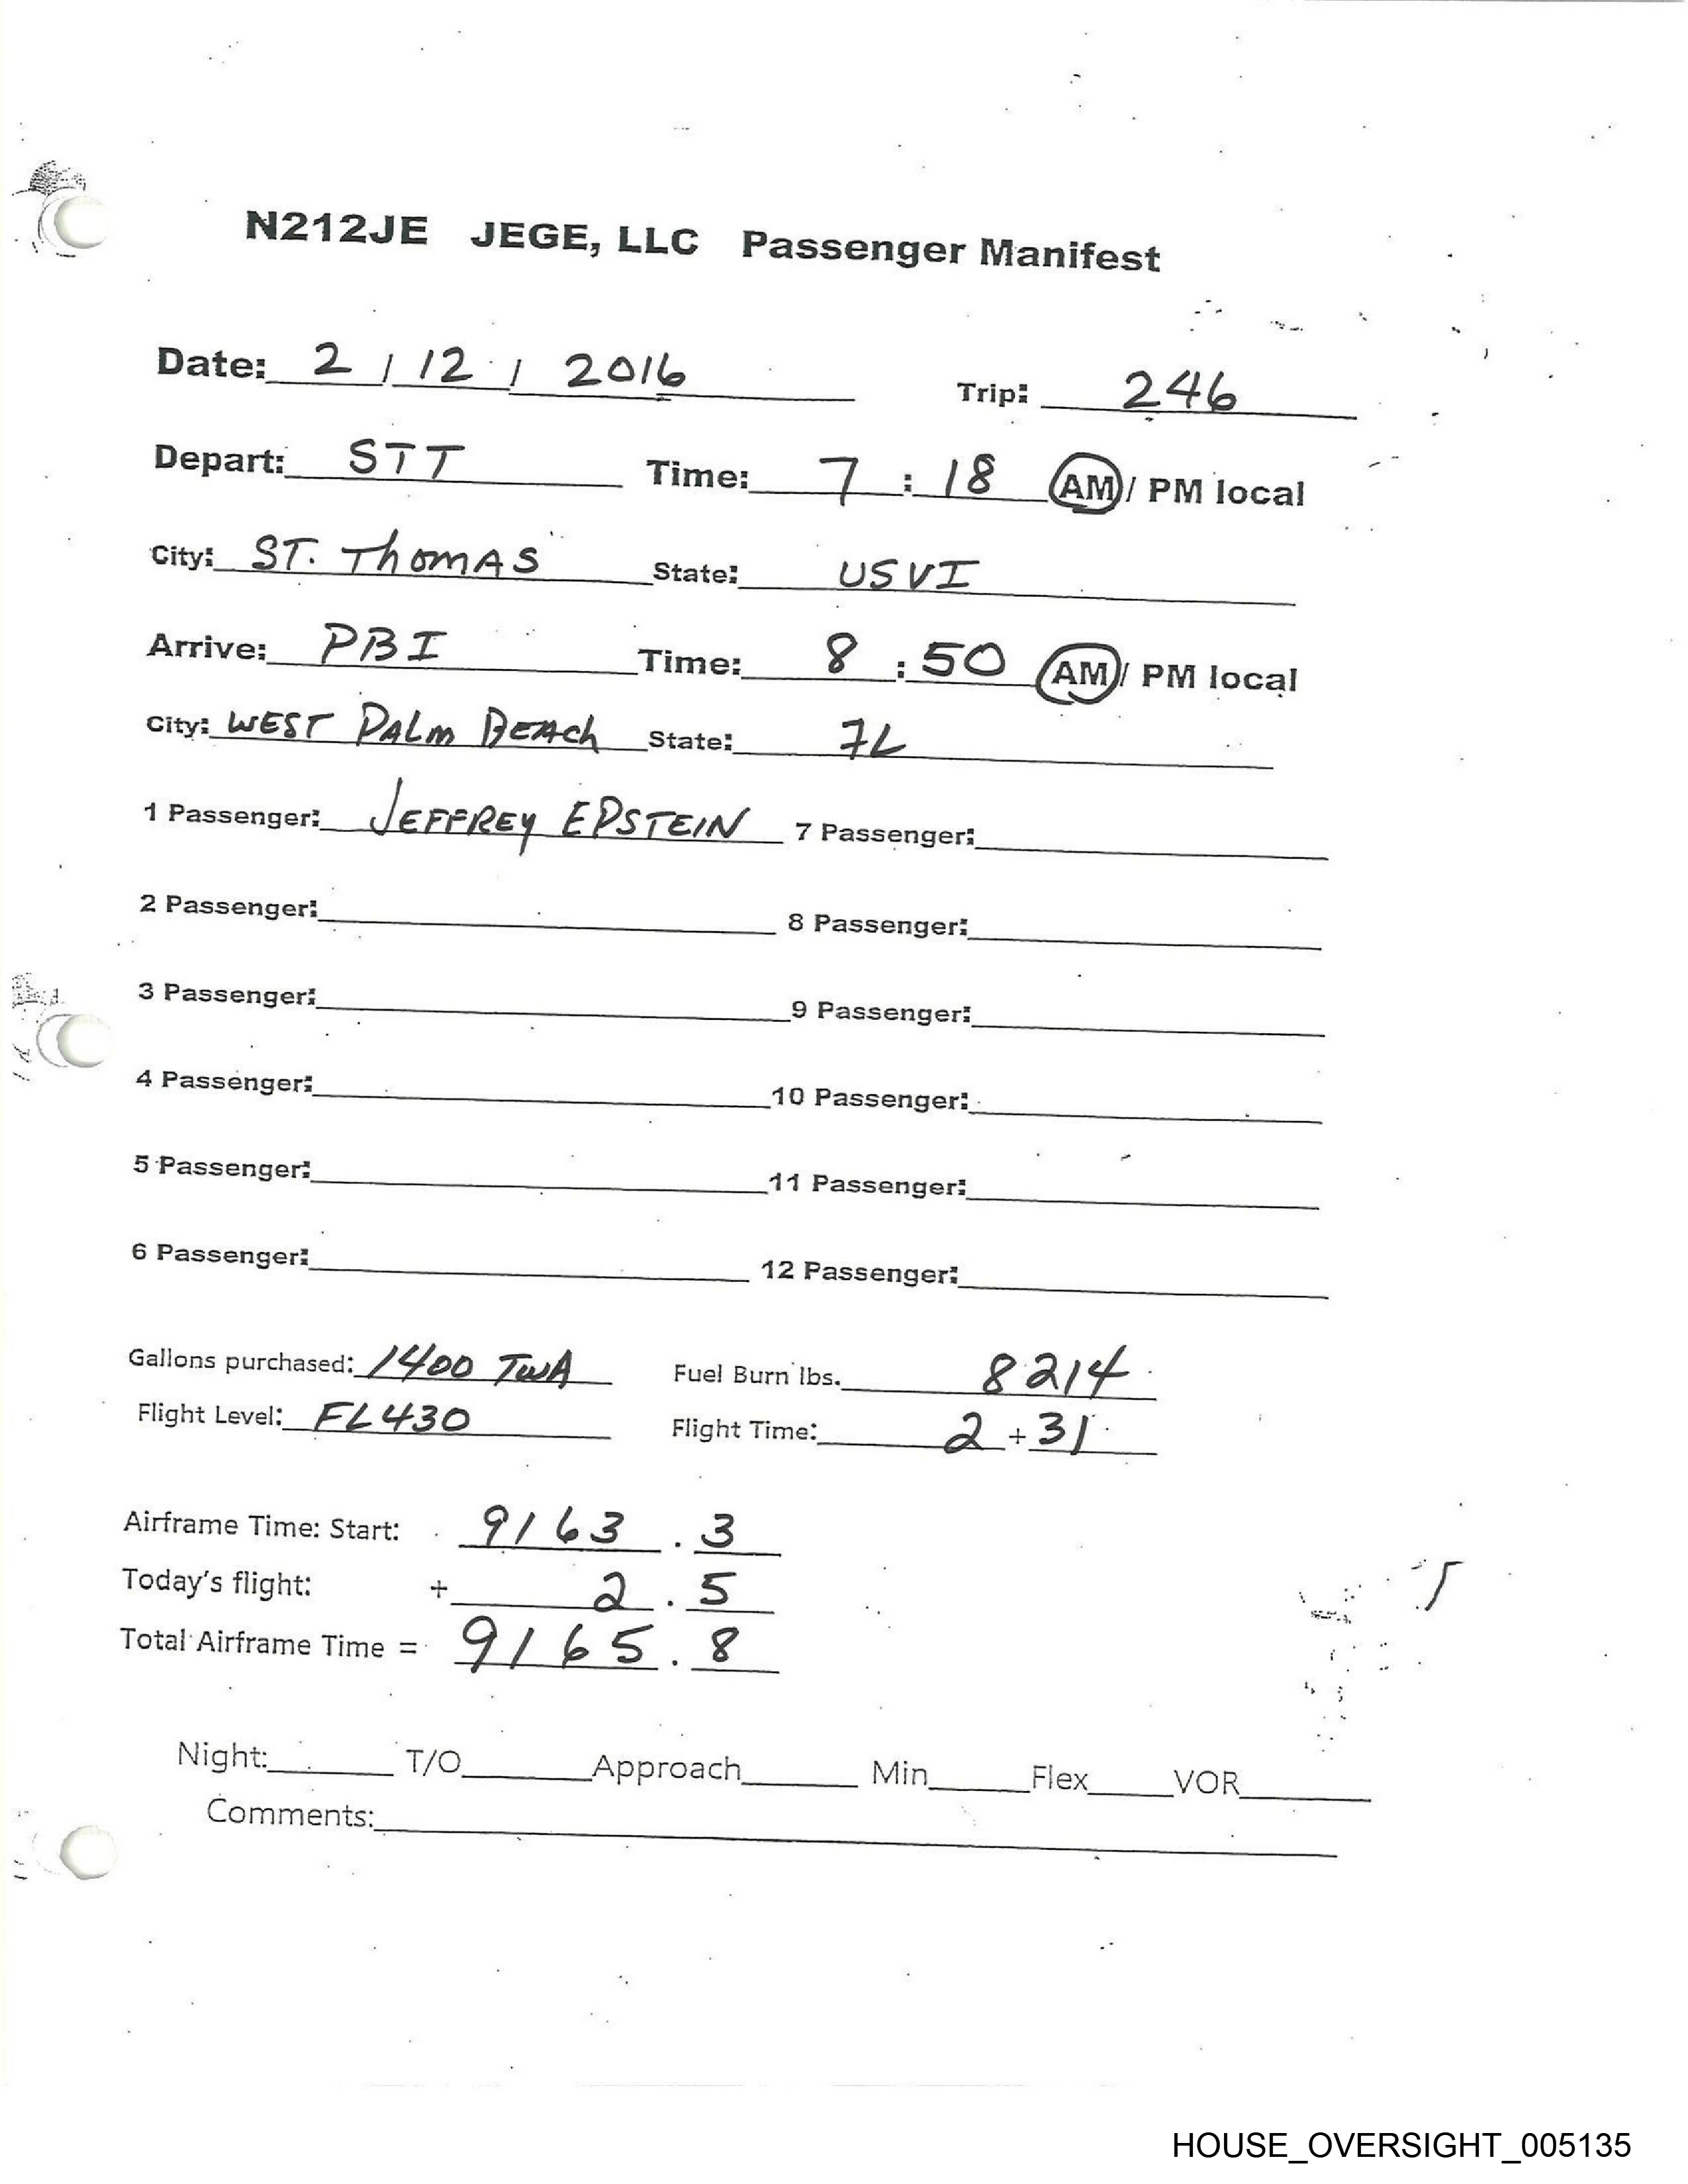 N212JE JEGE, LLC Passenger Manifest
Date: 2 / 12 / 2016 Trip: 246
Depart: STT Time: 7 : 18 AM / PM local
City: ST. ThomAS State: USVI
Arrive: PBI Time: 8 : 50 AM / PM local
City: WEST PALm BEACh State: FL
1 Passenger: JEFFREY EPSTEIN 7 Passenger:
2 Passenger: 8 Passenger:
3 Passenger: 9 Passenger:
4 Passenger: 10 Passenger:
5 Passenger: 11 Passenger:
6 Passenger: 12 Passenger:
Gallons purchased: 1400 TWA Fuel Burn lbs. 8214
Flight Level: FL430 Flight Time: 2 + 31
Airframe Time: Start: 9163 . 3
Today's flight: + 2 . 5
Total Airframe Time = 9165 . 8
Night: T/O Approach Min Flex VOR
Comments:
HOUSE_OVERSIGHT_005135